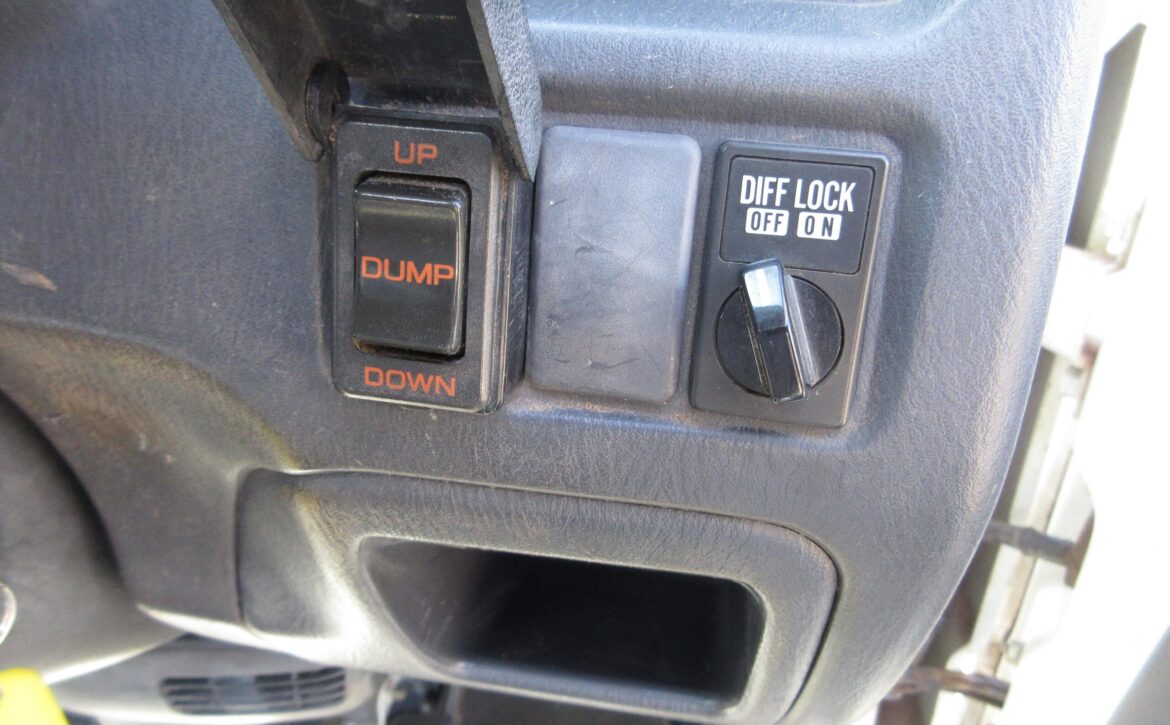 UP
DUMP
DOWN
DIFF LOCK
OFF ON